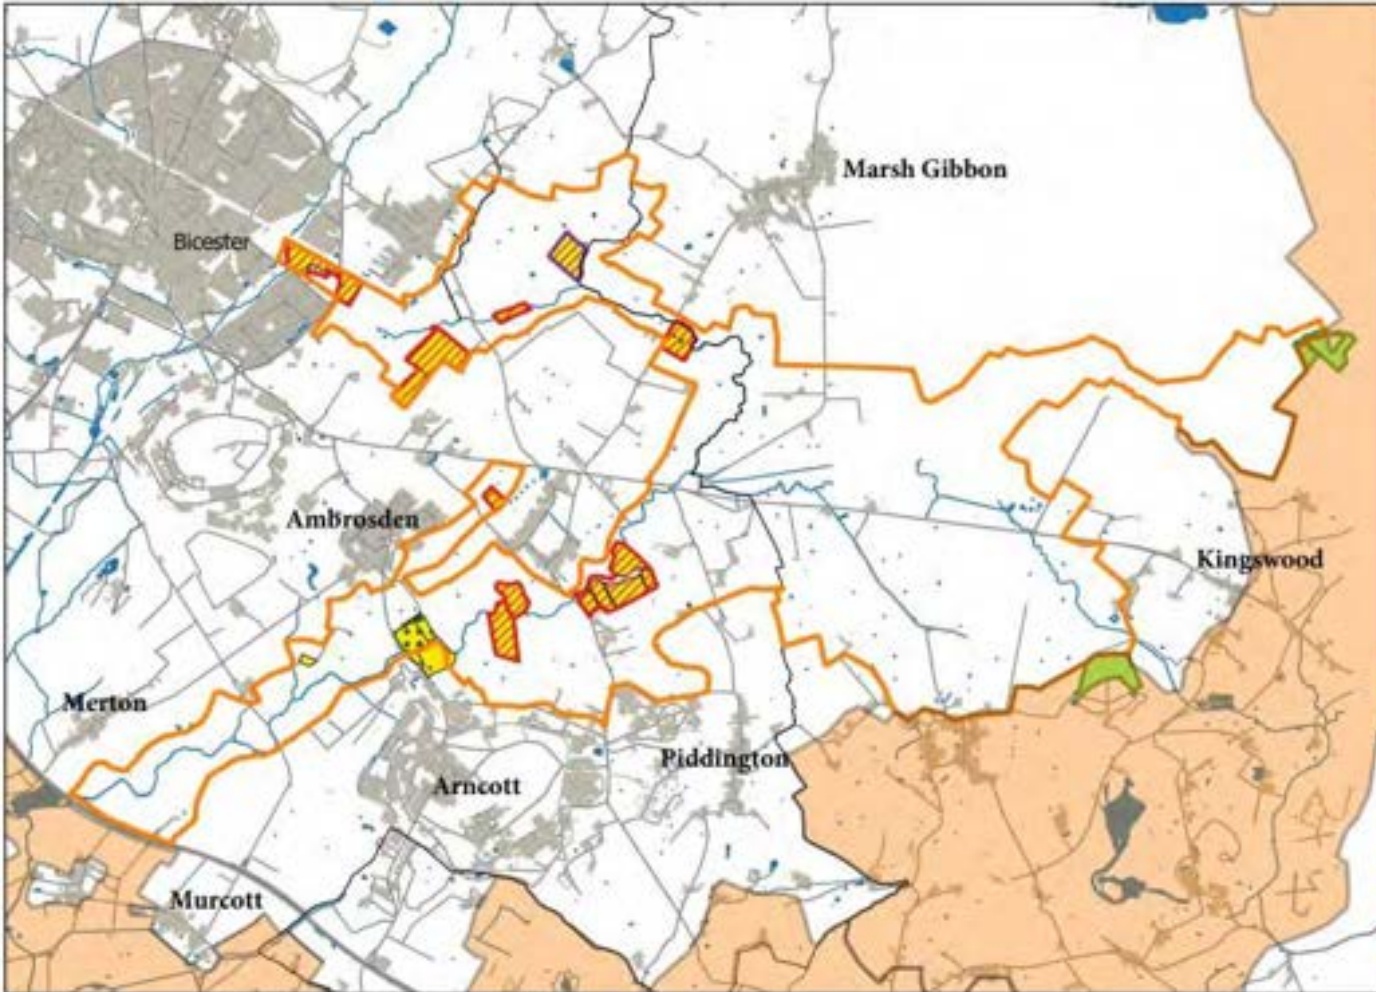 Marsh Gibbon
Bicester
Ambrosden
Kingswood
Merton
Piddington
Arncott
Murcott